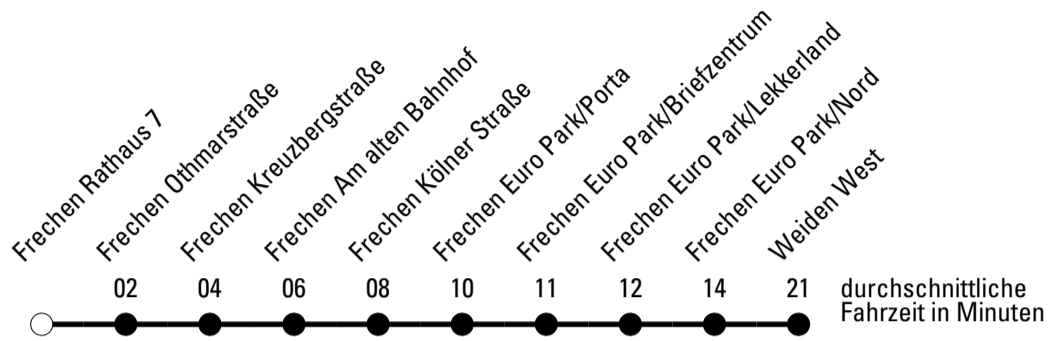 Frechen Rathaus 7
Frechen Othmarstraße
Frechen Kreuzbergstraße
Frechen Am alten Bahnhof
Frechen Kölner Straße
Frechen Euro Park/Porta
Frechen Euro Park/Briefzentrum
Frechen Euro Park/Lekkerland
Frechen Euro Park/Nord
Weiden West
02 04 06 08 10 11 12 14 21
durchschnittliche
Fahrzeit in Minuten